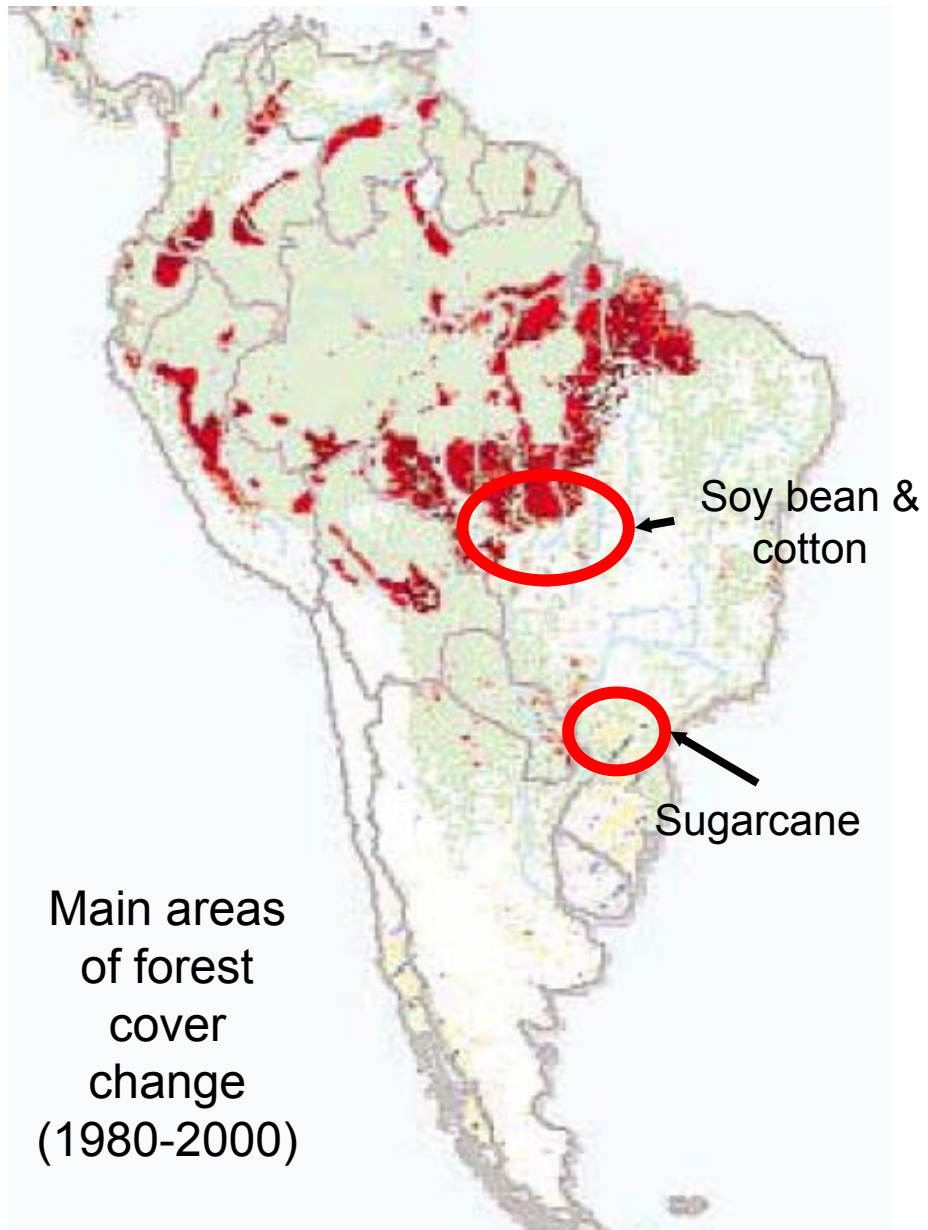 Soy bean &
cotton
Sugarcane
Main areas
of forest
cover
change
(1980-2000)